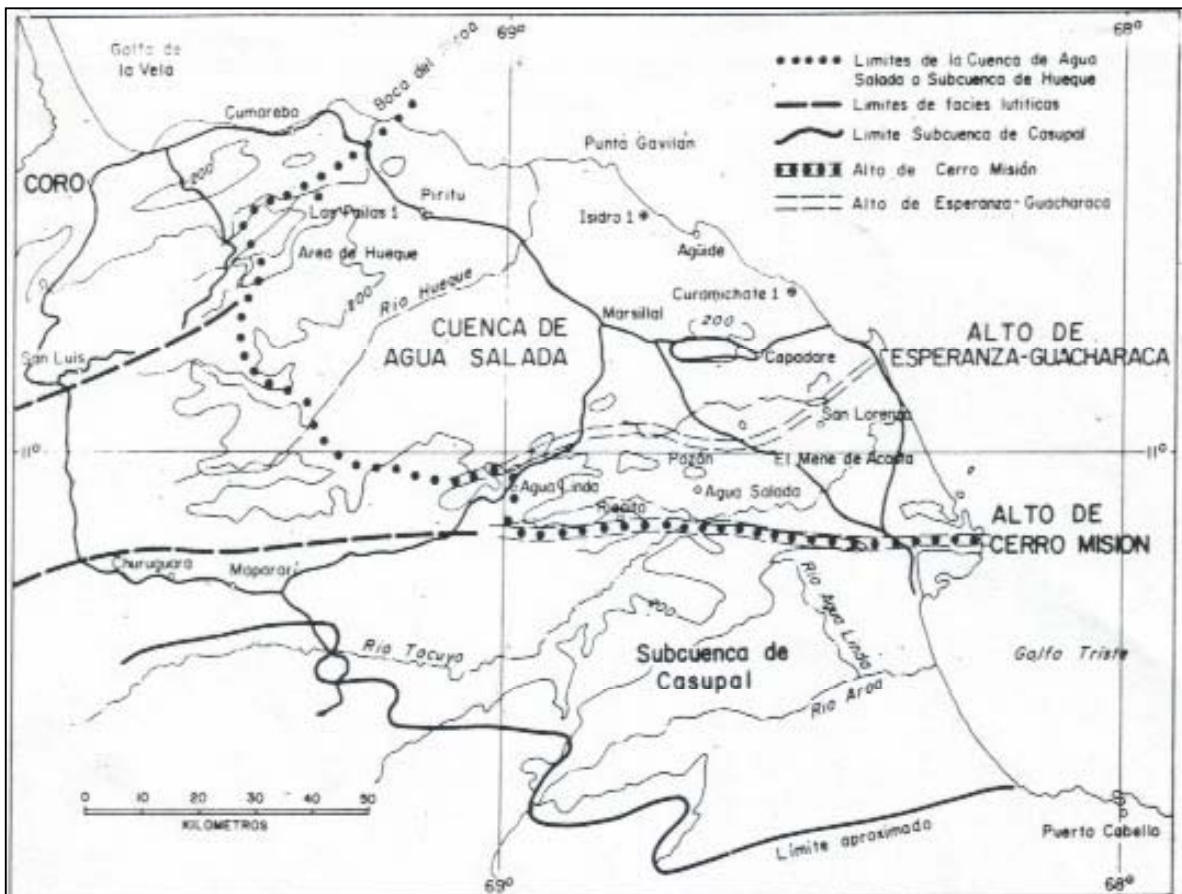 69°
68°
Golfo de
la Vela
Boca del
Limites de la Cuenca de Agua
Salada o Subcuenca de Hueque
Limites de facies lutiticas
Limite Subcuenca de Casupal
Alto de Cerro Misión
Alto de Esperanza-Guacharaca
Cumarebo
Punta Gavilán
CORO
200
Piritu
Las Pailas 1
Isidro 1
Agüide
Area de Hueque
Rio Hueque
200
Curamichate 1
CUENCA DE
AGUA SALADA
Marsillal
200
ALTO DE
ESPERANZA-GUACHARACA
San Luis
Capadare
San Lorenzo
11°
11°
Pozón
El Mene de Acosta
Agua Linda
Agua Salada
Riecito
ALTO DE
CERRO MISION
Churuguara
Mapararí
Rio Agua Linda
Rio Tocuyo
Subcuenca de
Casupal
Golfo Triste
Rio Aroa
0 10 20 30 40 50
KILOMETROS
Límite aproximado
Puerto Cabello
69°
68°